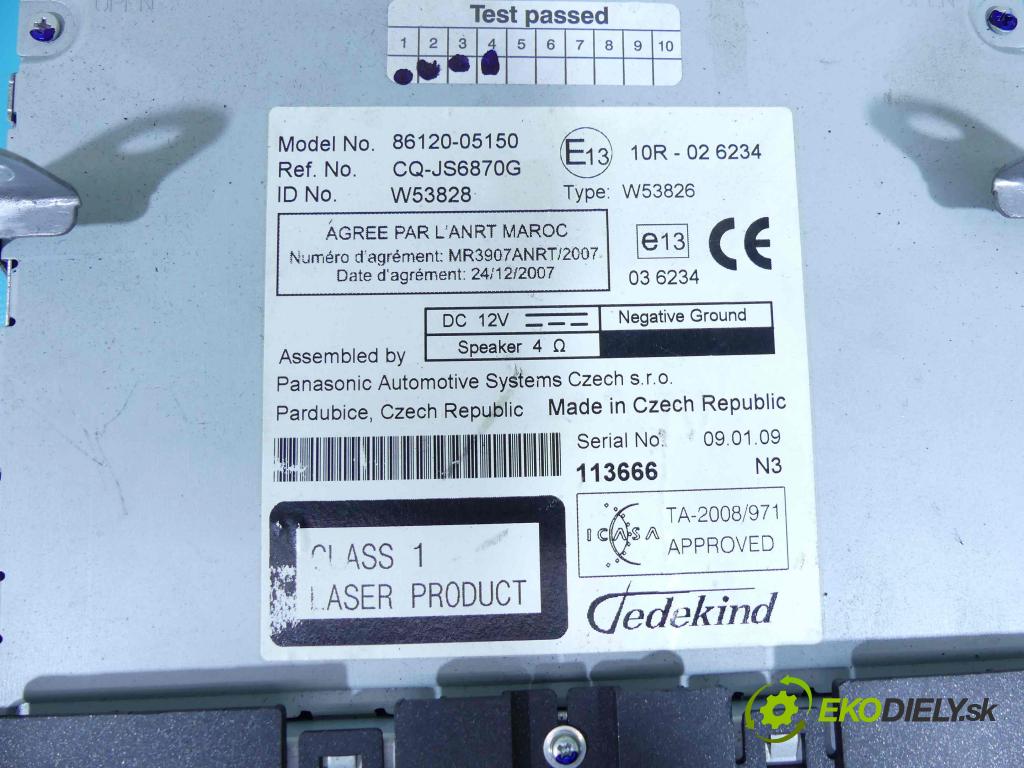 OPEN
OPEN
Test passed
1 2 3 4 5 6 7 8 9 10
Model No. 86120-05150
Ref. No. CQ-JS6870G
ID No. W53828
E13 10R - 02 6234
Type: W53826
AGREE PAR L'ANRT MAROC
Numéro d'agrément: MR3907ANRT/2007
Date d'agrément: 24/12/2007
e13
03 6234
CE
DC 12V
Negative Ground
Speaker 4 Ω
Assembled by
Panasonic Automotive Systems Czech s.r.o.
Pardubice, Czech Republic
Made in Czech Republic
Serial No. 09.01.09
113666 N3
ICASA
TA-2008/971
APPROVED
CLASS 1
LASER PRODUCT
Tedekind
EKODIELY.sk